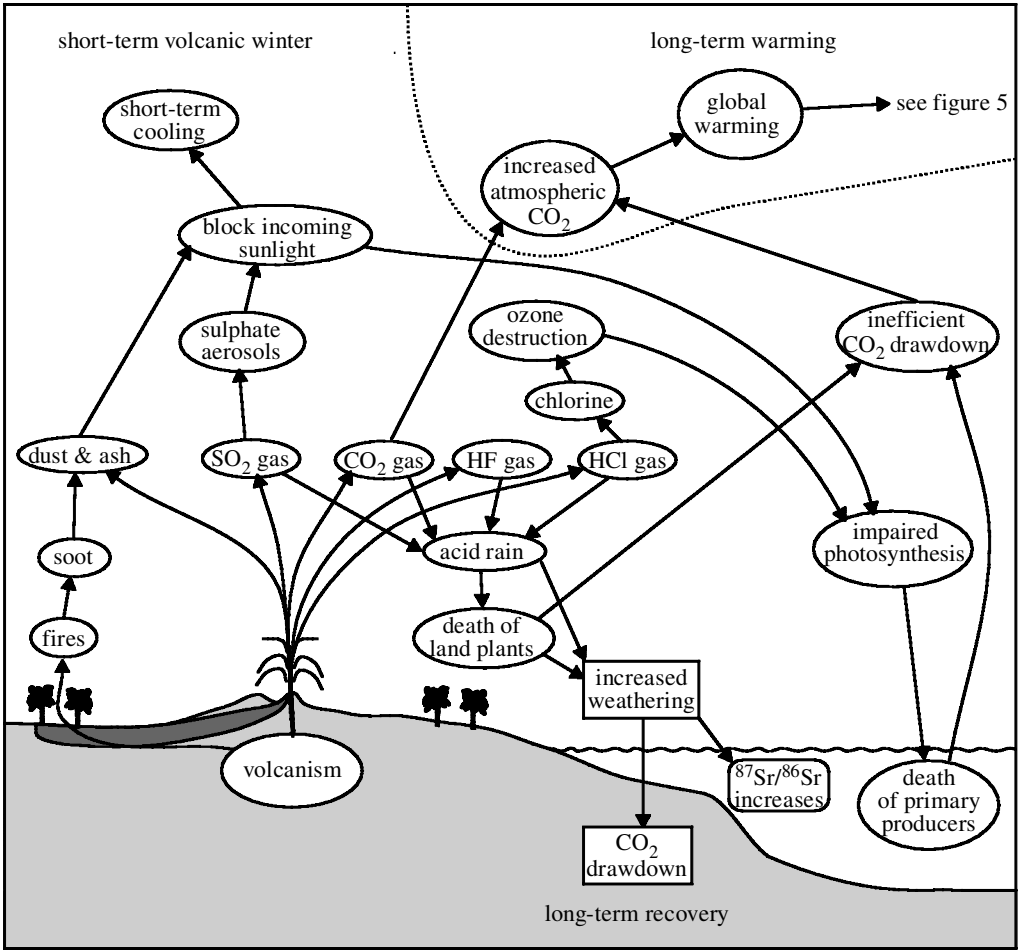 short-term volcanic winter
long-term warming
short-term
cooling
global
warming
see figure 5
increased
atmospheric
CO₂
block incoming
sunlight
sulphate
aerosols
ozone
destruction
inefficient
CO₂ drawdown
chlorine
dust & ash
SO₂ gas
CO₂ gas
HF gas
HCl gas
acid rain
impaired
photosynthesis
soot
fires
death of
land plants
increased
weathering
volcanism
⁸⁷Sr/⁸⁶Sr
increases
death
of primary
producers
CO₂
drawdown
long-term recovery